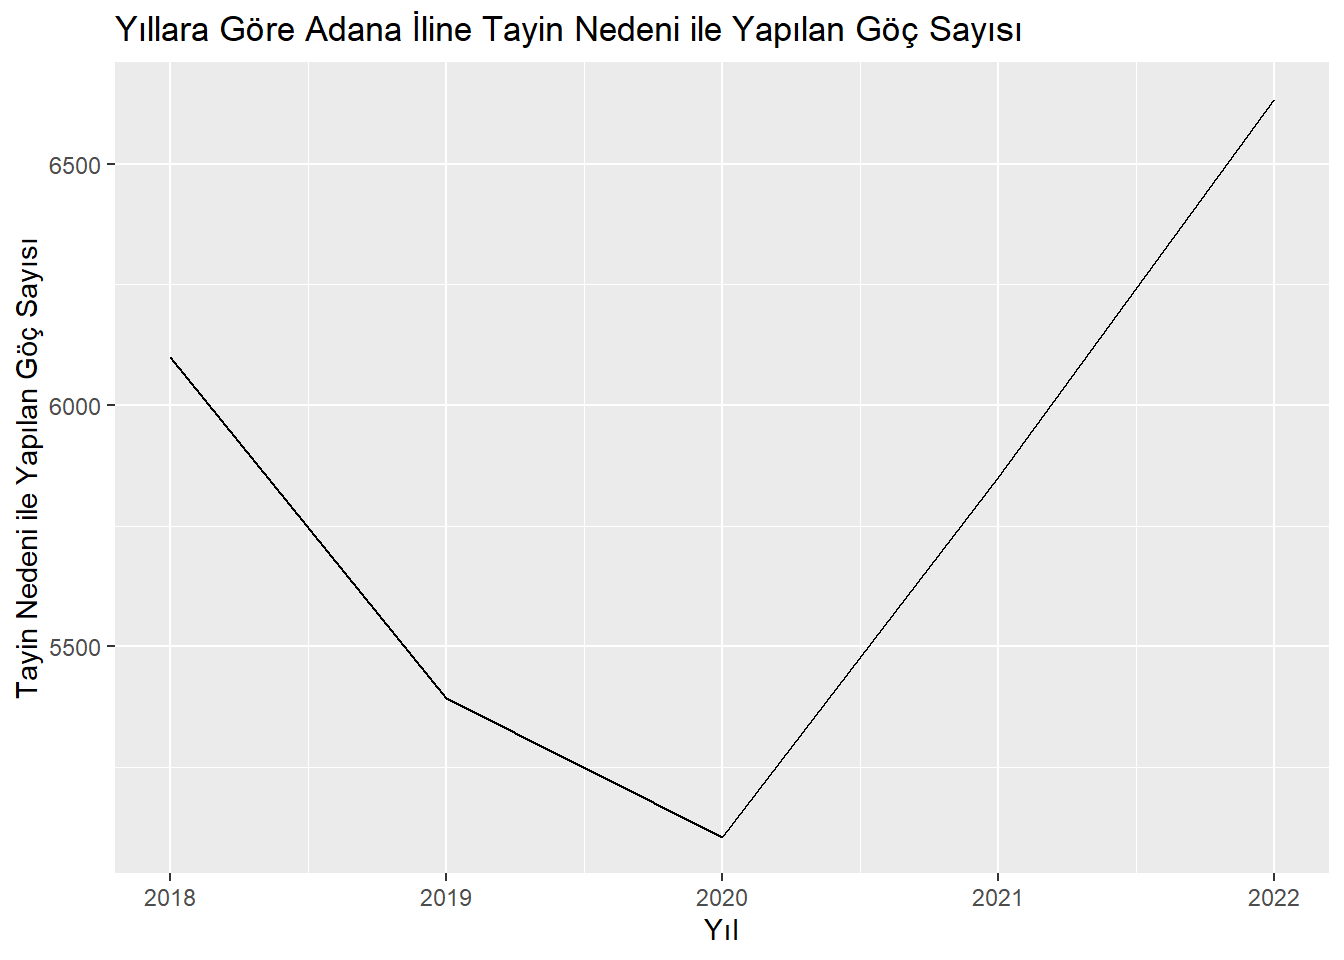 Yıllara Göre Adana İline Tayin Nedeni ile Yapılan Göç Sayısı
Tayin Nedeni ile Yapılan Göç Sayısı
6500
6000
5500
2018 2019 2020 2021 2022
Yıl